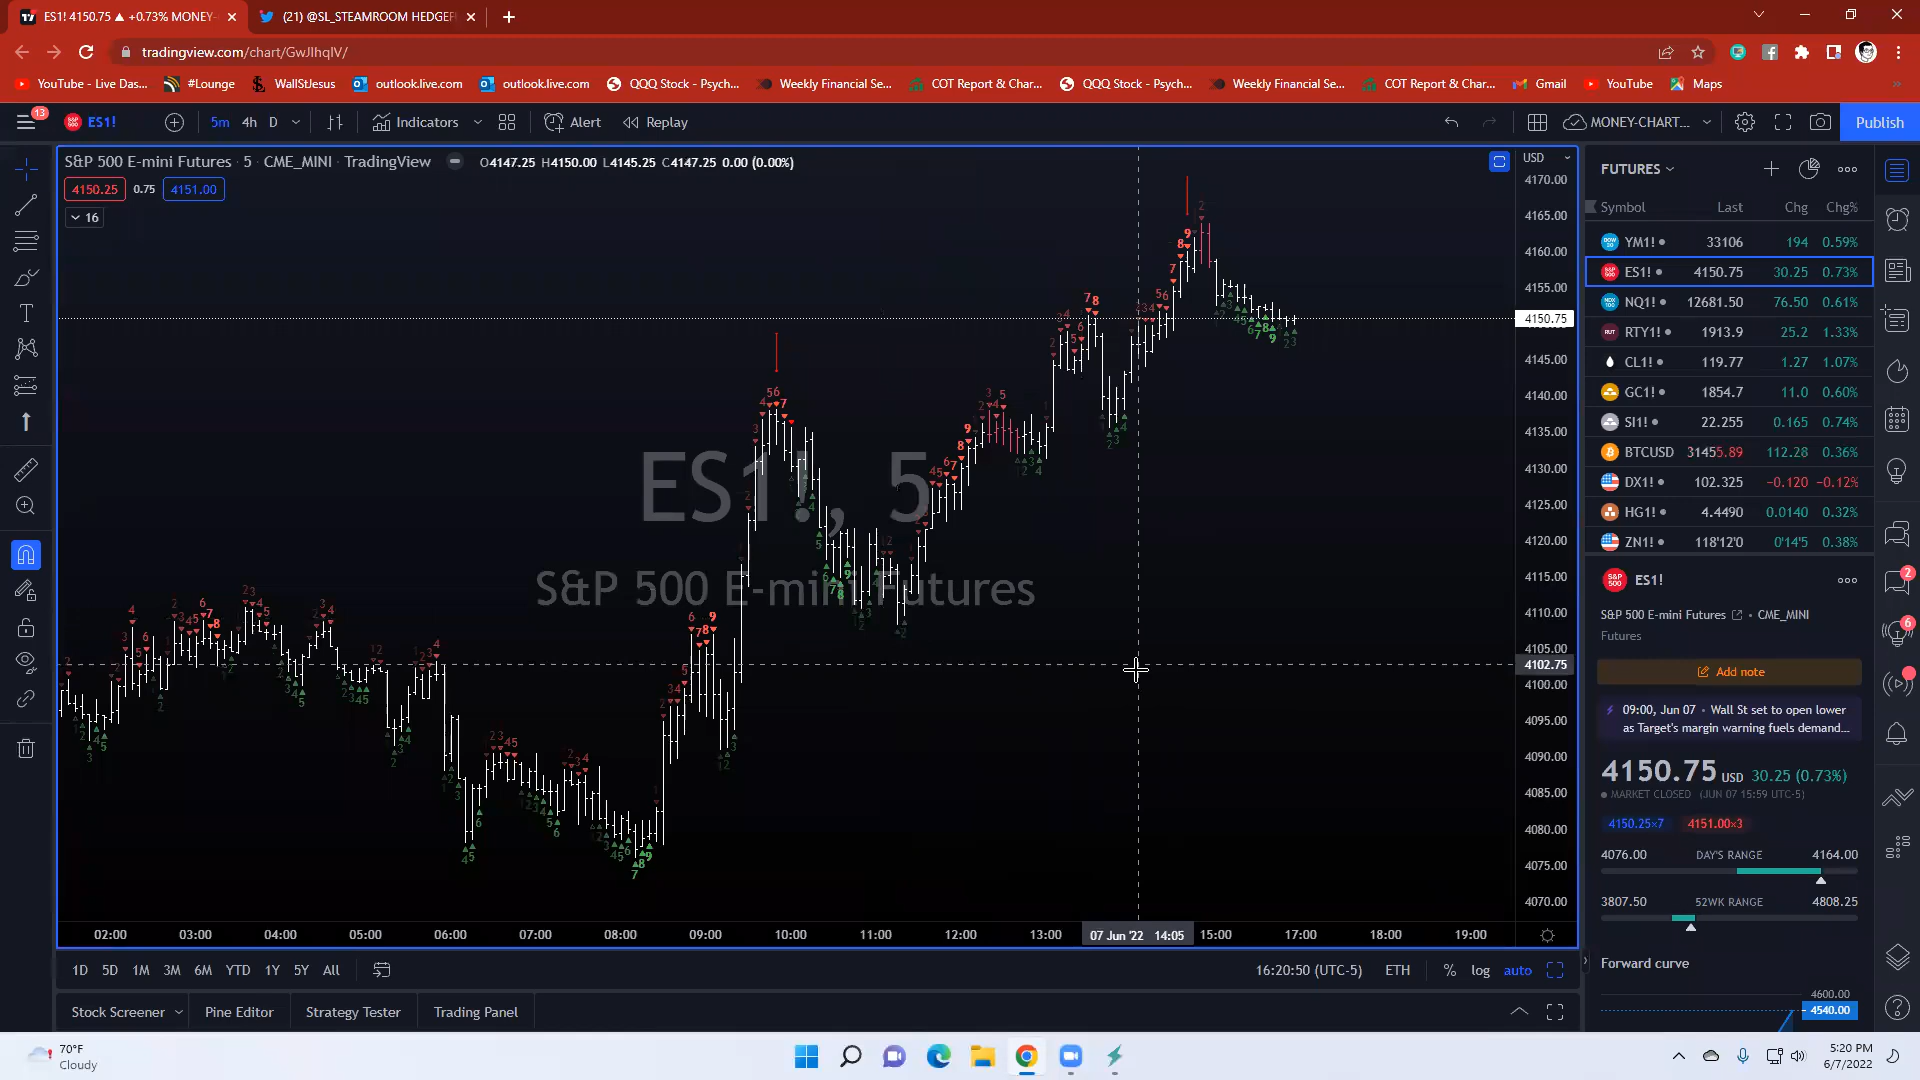 ES1! 4150.75 ▲ +0.73% MONEY-
(21) @SL_STEAMROOM HEDGEF
tradingview.com/chart/GwJIhqIV/
YouTube - Live Das... #Lounge WallStJesus outlook.live.com outlook.live.com QQQ Stock - Psych... Weekly Financial Se... COT Report & Char... QQQ Stock - Psych... Weekly Financial Se... COT Report & Char... Gmail YouTube Maps
13
ES1! 5m 4h D Indicators Alert Replay MONEY-CHART... Publish
S&P 500 E-mini Futures · 5 · CME_MINI · TradingView O4147.25 H4150.00 L4145.25 C4147.25 0.00 (0.00%)
4150.25 0.75 4151.00
16
ES1!, 5
S&P 500 E-mini Futures
USD
4170.00
4165.00
4160.00
4155.00
4150.75
4145.00
4140.00
4135.00
4130.00
4125.00
4120.00
4115.00
4110.00
4105.00
4102.75
4100.00
4095.00
4090.00
4085.00
4080.00
4075.00
4070.00
02:00 03:00 04:00 05:00 06:00 07:00 08:00 09:00 10:00 11:00 12:00 13:00 07 Jun '22 14:05 15:00 17:00 18:00 19:00
1D 5D 1M 3M 6M YTD 1Y 5Y All
16:20:50 (UTC-5) ETH % log auto
Stock Screener Pine Editor Strategy Tester Trading Panel
FUTURES
Symbol Last Chg Chg%
YM1! 33106 194 0.59%
ES1! 4150.75 30.25 0.73%
NQ1! 12681.50 76.50 0.61%
RTY1! 1913.9 25.2 1.33%
CL1! 119.77 1.27 1.07%
GC1! 1854.7 11.0 0.60%
SI1! 22.255 0.165 0.74%
BTCUSD 31455.89 112.28 0.36%
DX1! 102.325 −0.120 −0.12%
HG1! 4.4490 0.0140 0.32%
ZN1! 118'12'0 0'14'5 0.38%
ES1!
S&P 500 E-mini Futures · CME_MINI
Futures
Add note
09:00, Jun 07 · Wall St set to open lower
as Target's margin warning fuels demand...
4150.75 USD 30.25 (0.73%)
MARKET CLOSED (JUN 07 15:59 UTC-5)
4150.25×7 4151.00×3
4076.00 DAY'S RANGE 4164.00
3807.50 52WK RANGE 4808.25
Forward curve
4600.00
4540.00
2
6
70°F
Cloudy
5:20 PM
6/7/2022